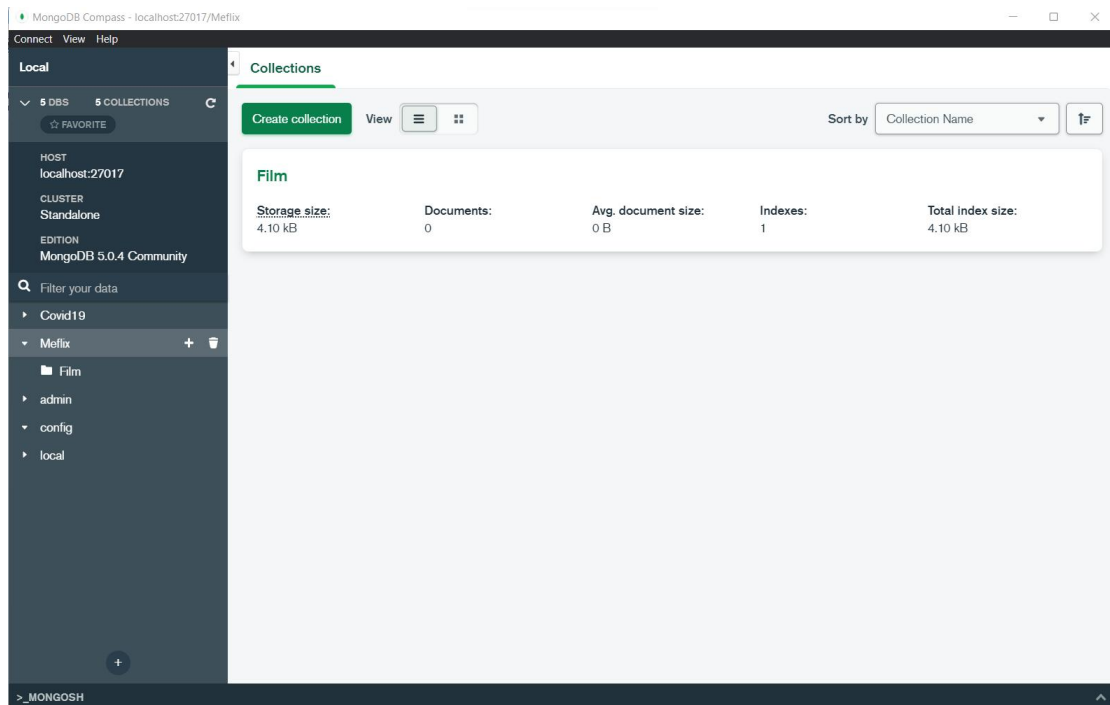 MongoDB Compass - localhost:27017/Meflix
Connect View Help
Local
Collections
5 DBS 5 COLLECTIONS
FAVORITE
HOST
localhost:27017
CLUSTER
Standalone
EDITION
MongoDB 5.0.4 Community
Filter your data
Covid19
Meflix
Film
admin
config
local
Create collection View Sort by Collection Name
Film
Storage size: Documents: Avg. document size: Indexes: Total index size:
4.10 kB 0 0 B 1 4.10 kB
>_MONGOSH